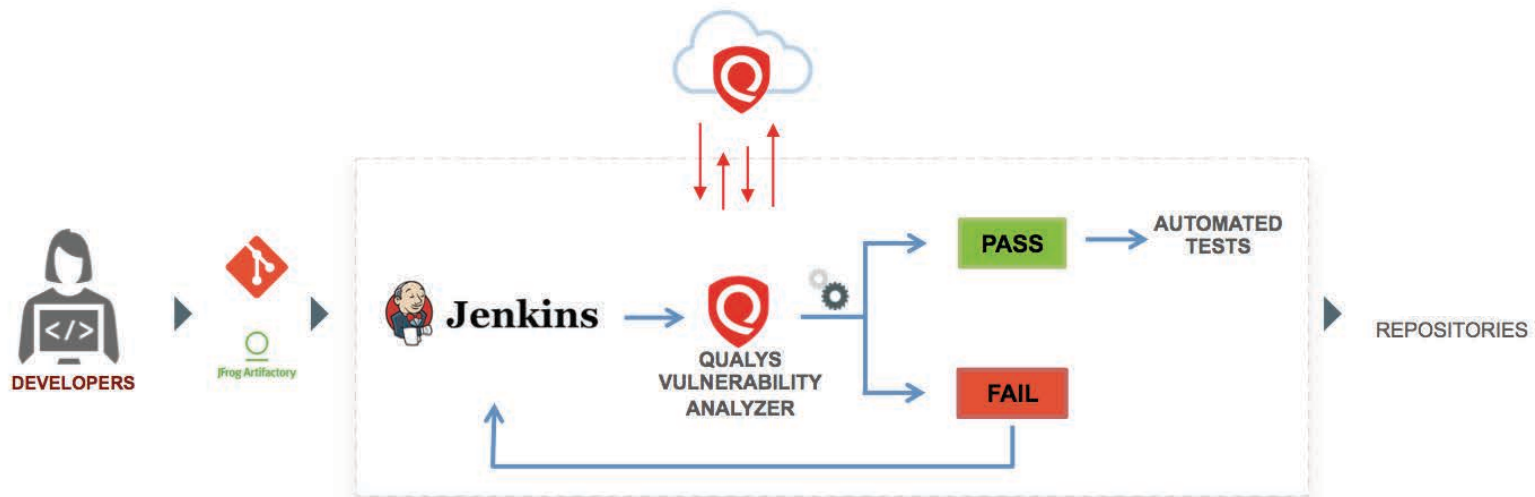 </>
DEVELOPERS
JFrog Artifactory
Jenkins
QUALYS
VULNERABILITY
ANALYZER
PASS
AUTOMATED
TESTS
FAIL
REPOSITORIES